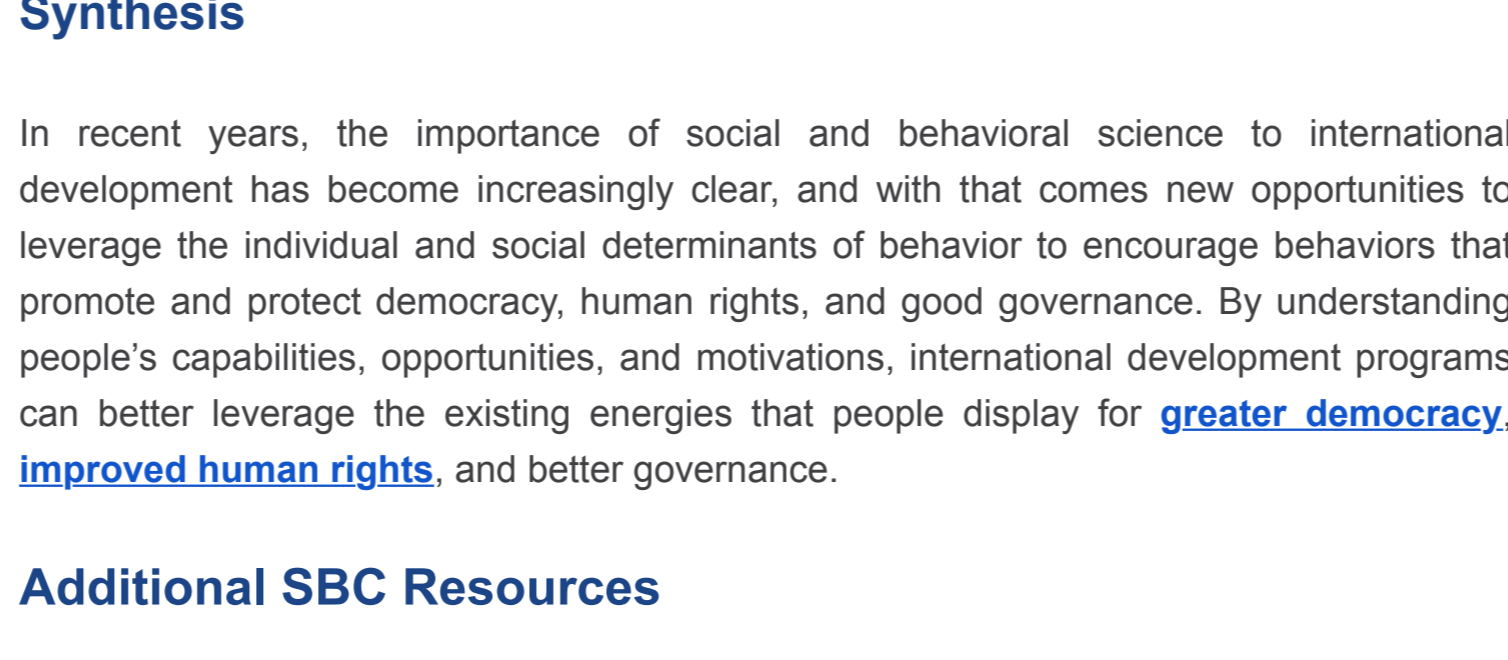 Synthesis
In recent years, the importance of social and behavioral science to international
development has become increasingly clear, and with that comes new opportunities to
leverage the individual and social determinants of behavior to encourage behaviors that
promote and protect democracy, human rights, and good governance. By understanding
people’s capabilities, opportunities, and motivations, international development programs
can better leverage the existing energies that people display for greater democracy,
improved human rights, and better governance.
Additional SBC Resources